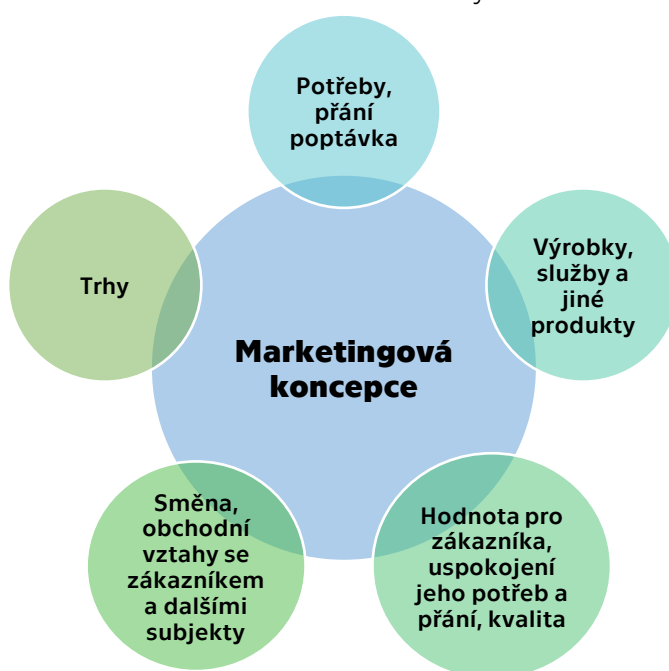 Potřeby,
přání
poptávka
Výrobky,
služby a
jiné
produkty
Trhy
Marketingová
koncepce
Směna,
obchodní
vztahy se
zákazníkem
a dalšími
subjekty
Hodnota pro
zákazníka,
uspokojení
jeho potřeb a
přání, kvalita